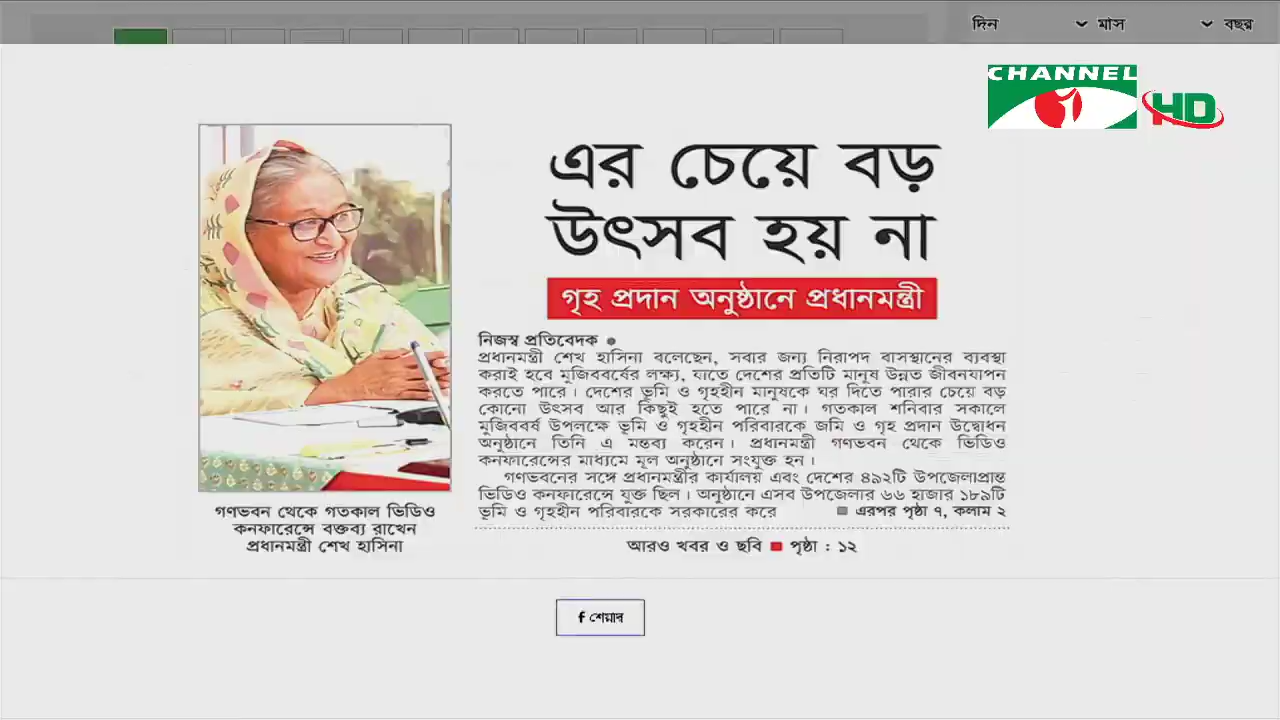 দিন
মাস
বছর
CHANNEL
HD
এর চেয়ে বড়
উৎসব হয় না
গৃহ প্রদান অনুষ্ঠানে প্রধানমন্ত্রী
নিজস্ব প্রতিবেদক ●
প্রধানমন্ত্রী শেখ হাসিনা বলেছেন, সবার জন্য নিরাপদ বাসস্থানের ব্যবস্থা
করাই হবে মুজিববর্ষের লক্ষ্য, যাতে দেশের প্রতিটি মানুষ উন্নত জীবনযাপন
করতে পারে। দেশের ভূমি ও গৃহহীন মানুষকে ঘর দিতে পারার চেয়ে বড়
কোনো উৎসব আর কিছুই হতে পারে না। গতকাল শনিবার সকালে
মুজিববর্ষ উপলক্ষে ভূমি ও গৃহহীন পরিবারকে জমি ও গৃহ প্রদান উদ্বোধন
অনুষ্ঠানে তিনি এ মন্তব্য করেন। প্রধানমন্ত্রী গণভবন থেকে ভিডিও
কনফারেন্সের মাধ্যমে মূল অনুষ্ঠানে সংযুক্ত হন।
গণভবনের সঙ্গে প্রধানমন্ত্রীর কার্যালয় এবং দেশের ৪৯২টি উপজেলাপ্রান্ত
ভিডিও কনফারেন্সে যুক্ত ছিল। অনুষ্ঠানে এসব উপজেলার ৬৬ হাজার ১৮৯টি
ভূমি ও গৃহহীন পরিবারকে সরকারের করে ■ এরপর পৃষ্ঠা ৭, কলাম ২
গণভবন থেকে গতকাল ভিডিও
কনফারেন্সে বক্তব্য রাখেন
প্রধানমন্ত্রী শেখ হাসিনা
আরও খবর ও ছবি ■ পৃষ্ঠা : ১২
f শেয়ার